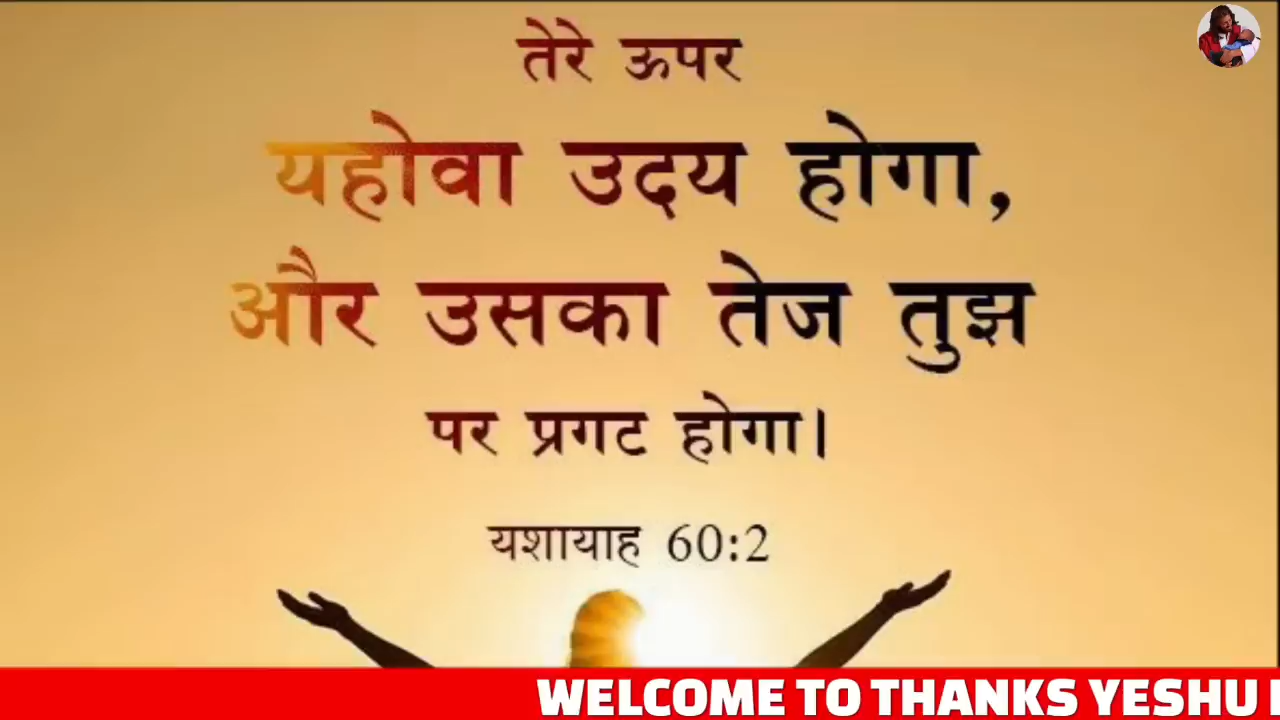 तेरे ऊपर
यहोवा उदय होगा,
और उसका तेज तुझ
पर प्रगट होगा।
यशायाह 60:2
WELCOME TO THANKS YESHU